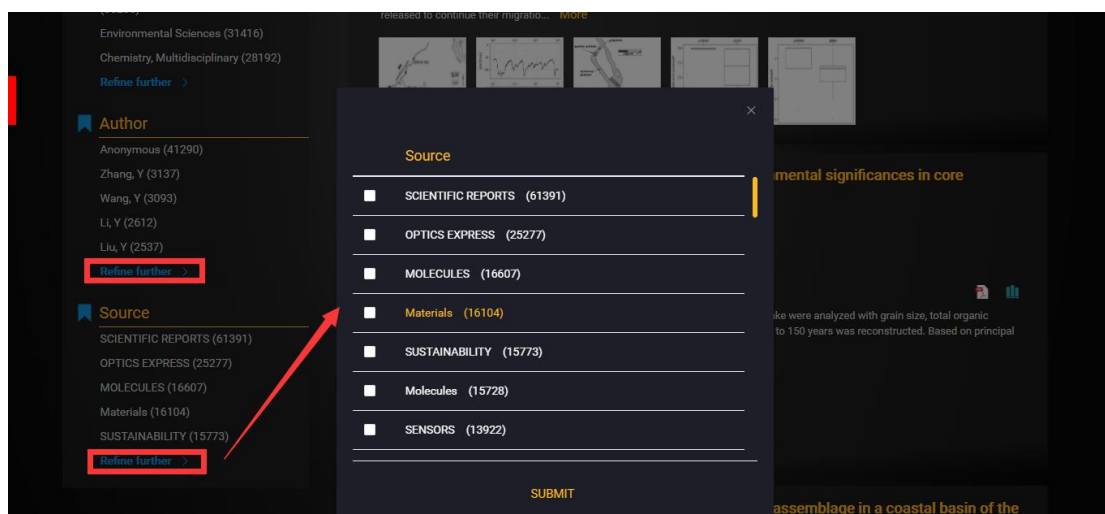 Environmental Sciences (31416)
Chemistry, Multidisciplinary (28192)
Refine further >
Author
Anonymous (41290)
Zhang, Y (3137)
Wang, Y (3093)
Li, Y (2612)
Liu, Y (2537)
Refine further >
Source
SCIENTIFIC REPORTS (61391)
OPTICS EXPRESS (25277)
MOLECULES (16607)
Materials (16104)
SUSTAINABILITY (15773)
Refine further >
released to continue their migratio... More
×
Source
SCIENTIFIC REPORTS (61391)
OPTICS EXPRESS (25277)
MOLECULES (16607)
Materials (16104)
SUSTAINABILITY (15773)
Molecules (15728)
SENSORS (13922)
SUBMIT
mental significances in core
ke were analyzed with grain size, total organic
to 150 years was reconstructed. Based on principal
assemblage in a coastal basin of the